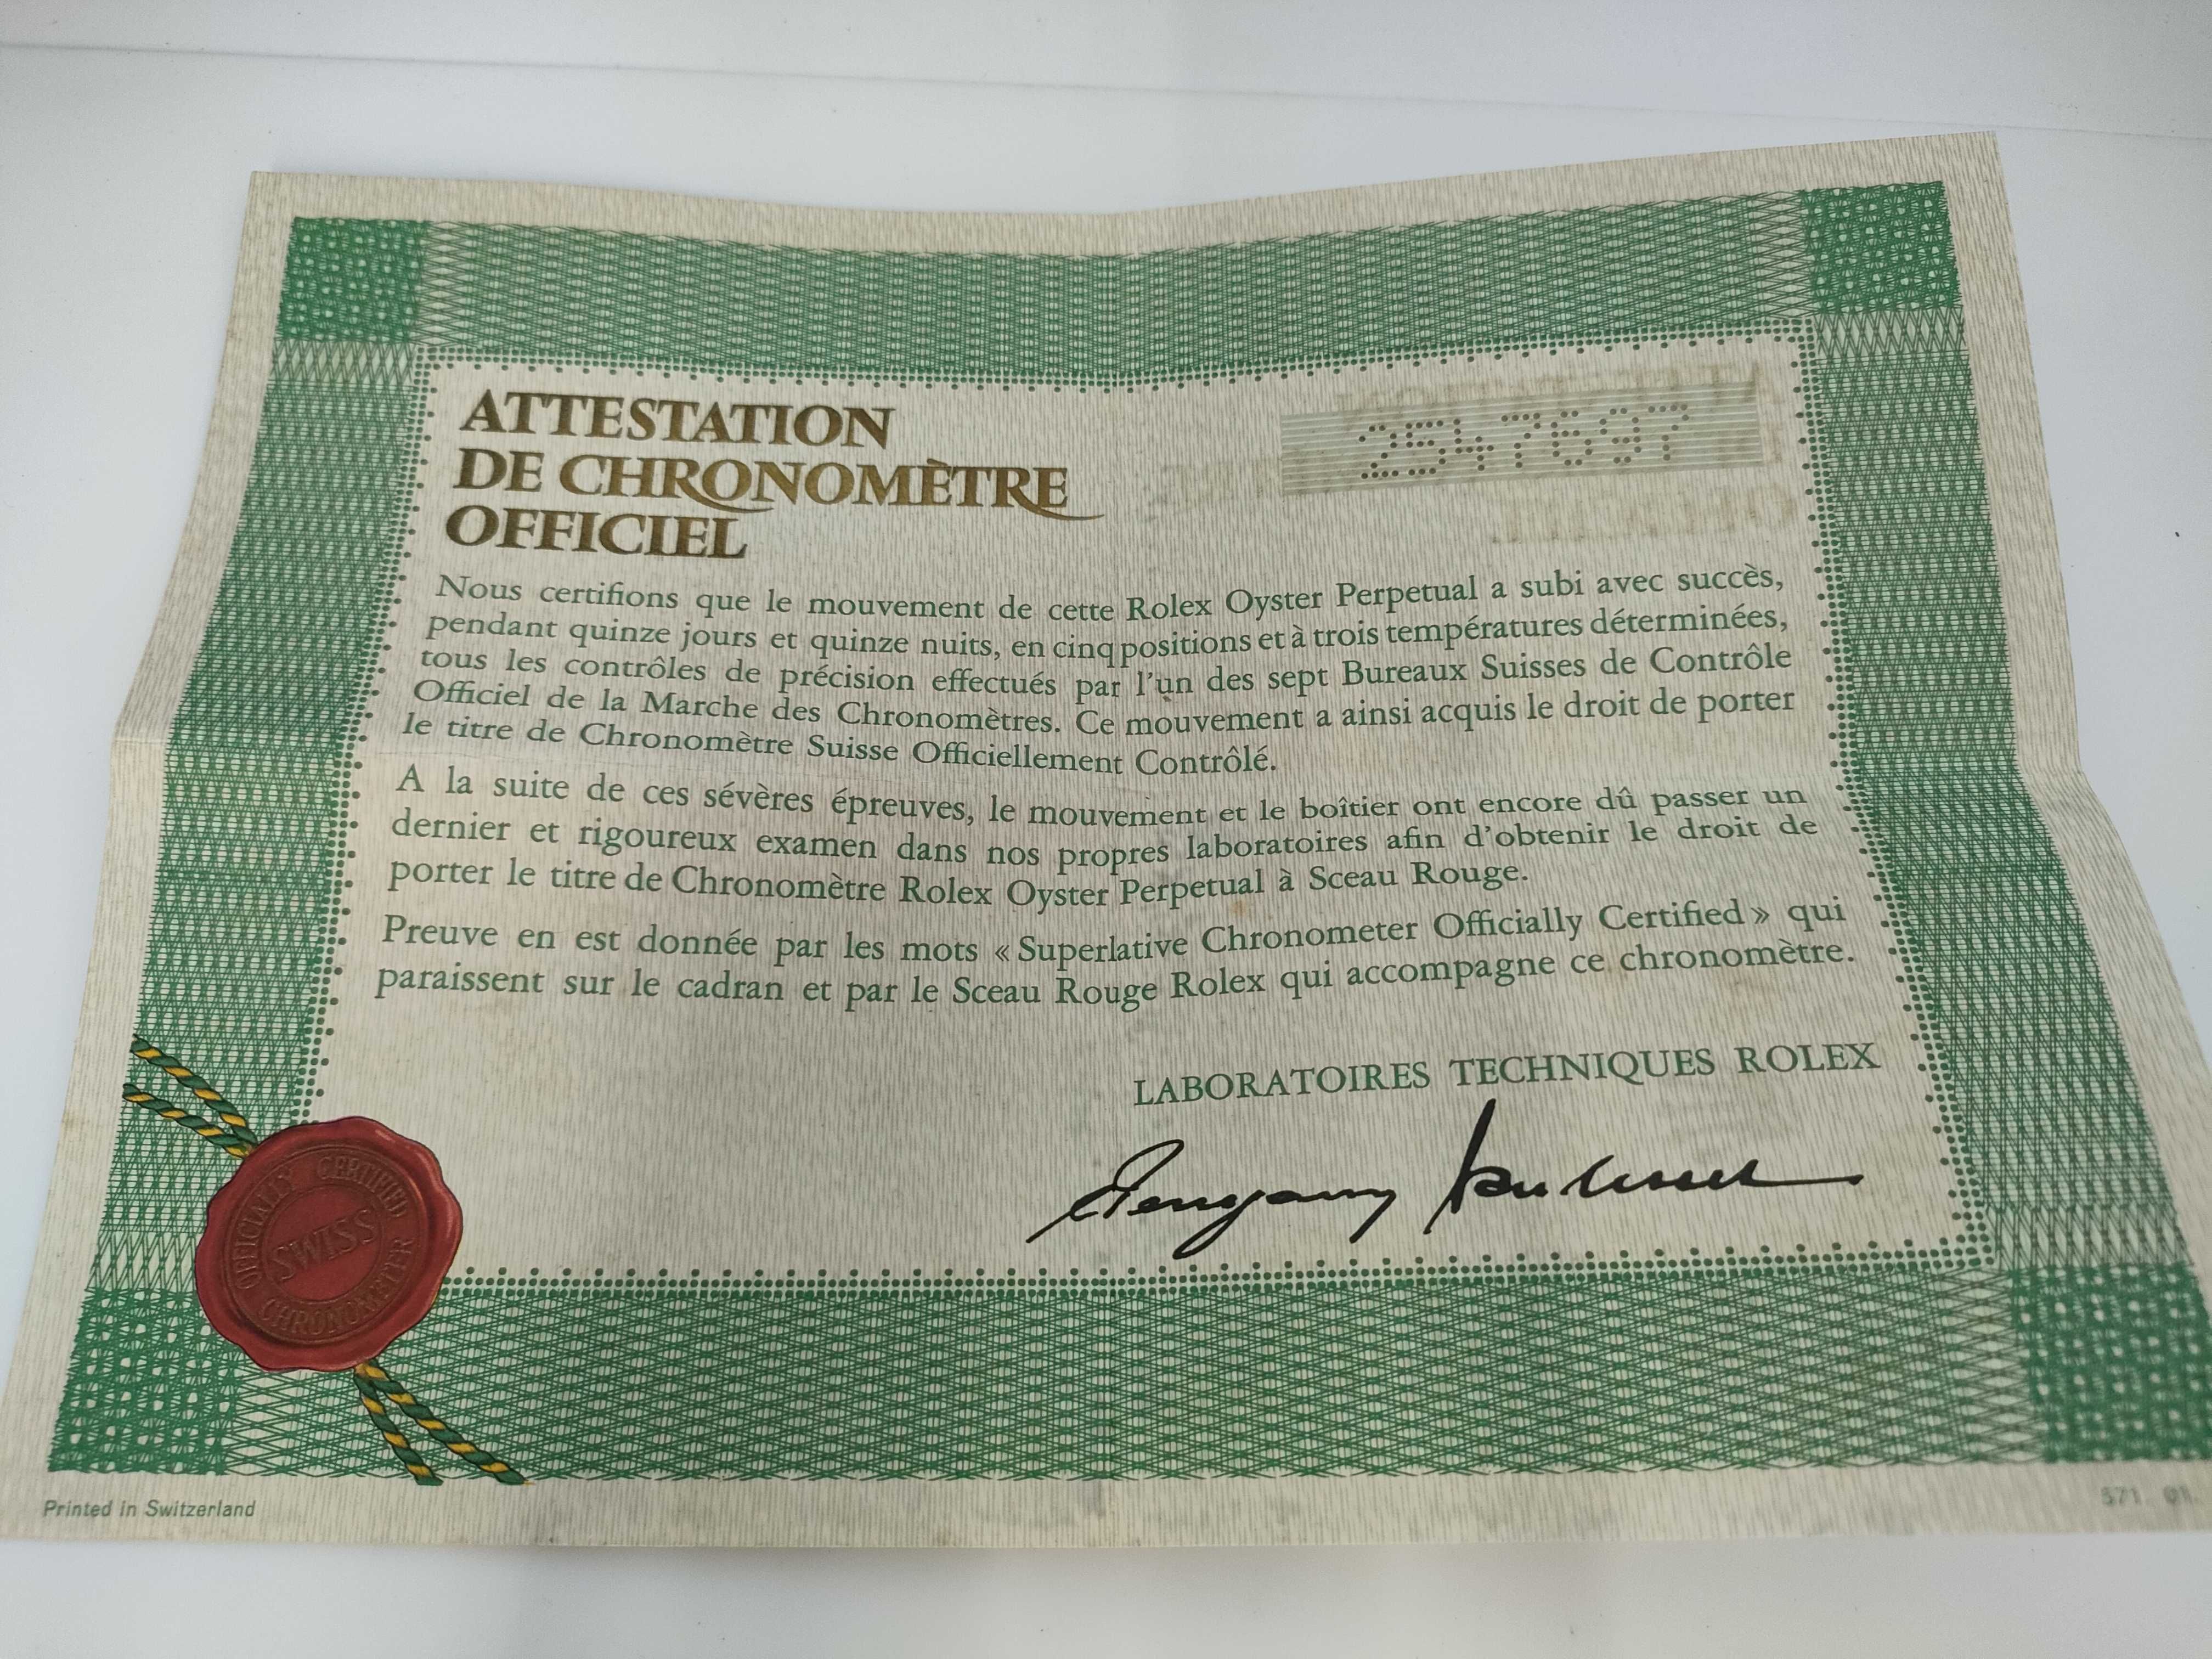 ATTESTATION
DE CHRONOMÈTRE
OFFICIEL
2547697
Nous certifions que le mouvement de cette Rolex Oyster Perpetual a subi avec succès,
pendant quinze jours et quinze nuits, en cinq positions et à trois températures déterminées,
tous les contrôles de précision effectués par l'un des sept Bureaux Suisses de Contrôle
Officiel de la Marche des Chronomètres. Ce mouvement a ainsi acquis le droit de porter
le titre de Chronomètre Suisse Officiellement Contrôlé.
A la suite de ces sévères épreuves, le mouvement et le boîtier ont encore dû passer un
dernier et rigoureux examen dans nos propres laboratoires afin d'obtenir le droit de
porter le titre de Chronomètre Rolex Oyster Perpetual à Sceau Rouge.
Preuve en est donnée par les mots « Superlative Chronometer Officially Certified » qui
paraissent sur le cadran et par le Sceau Rouge Rolex qui accompagne ce chronomètre.
LABORATOIRES TECHNIQUES ROLEX
OFFICIALLY CERTIFIED
SWISS
CHRONOMETER
Printed in Switzerland
571